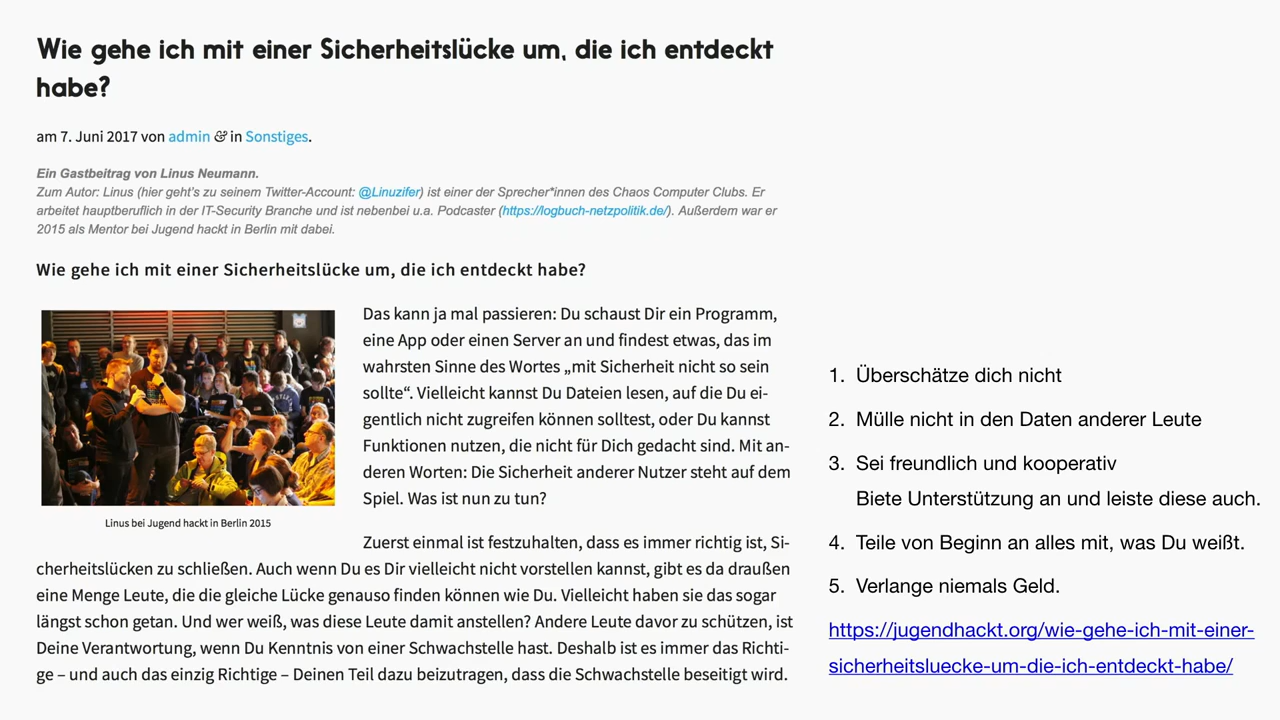 Wie gehe ich mit einer Sicherheitslücke um, die ich entdeckt
habe?
am 7. Juni 2017 von admin & in Sonstiges.
Ein Gastbeitrag von Linus Neumann.
Zum Autor: Linus (hier geht's zu seinem Twitter-Account: @Linuzifer) ist einer der Sprecher*innen des Chaos Computer Clubs. Er
arbeitet hauptberuflich in der IT-Security Branche und ist nebenbei u.a. Podcaster (https://logbuch-netzpolitik.de/). Außerdem war er
2015 als Mentor bei Jugend hackt in Berlin mit dabei.
Wie gehe ich mit einer Sicherheitslücke um, die ich entdeckt habe?
Das kann ja mal passieren: Du schaust Dir ein Programm,
eine App oder einen Server an und findest etwas, das im
wahrsten Sinne des Wortes „mit Sicherheit nicht so sein
sollte“. Vielleicht kannst Du Dateien lesen, auf die Du ei-
gentlich nicht zugreifen können solltest, oder Du kannst
Funktionen nutzen, die nicht für Dich gedacht sind. Mit an-
deren Worten: Die Sicherheit anderer Nutzer steht auf dem
Spiel. Was ist nun zu tun?
Linus bei Jugend hackt in Berlin 2015
Zuerst einmal ist festzuhalten, dass es immer richtig ist, Si-
cherheitslücken zu schließen. Auch wenn Du es Dir vielleicht nicht vorstellen kannst, gibt es da draußen
eine Menge Leute, die die gleiche Lücke genauso finden können wie Du. Vielleicht haben sie das sogar
längst schon getan. Und wer weiß, was diese Leute damit anstellen? Andere Leute davor zu schützen, ist
Deine Verantwortung, wenn Du Kenntnis von einer Schwachstelle hast. Deshalb ist es immer das Richti-
ge – und auch das einzig Richtige – Deinen Teil dazu beizutragen, dass die Schwachstelle beseitigt wird.
1. Überschätze dich nicht
2. Mülle nicht in den Daten anderer Leute
3. Sei freundlich und kooperativ
Biete Unterstützung an und leiste diese auch.
4. Teile von Beginn an alles mit, was Du weißt.
5. Verlange niemals Geld.
https://jugendhackt.org/wie-gehe-ich-mit-einer-
sicherheitsluecke-um-die-ich-entdeckt-habe/